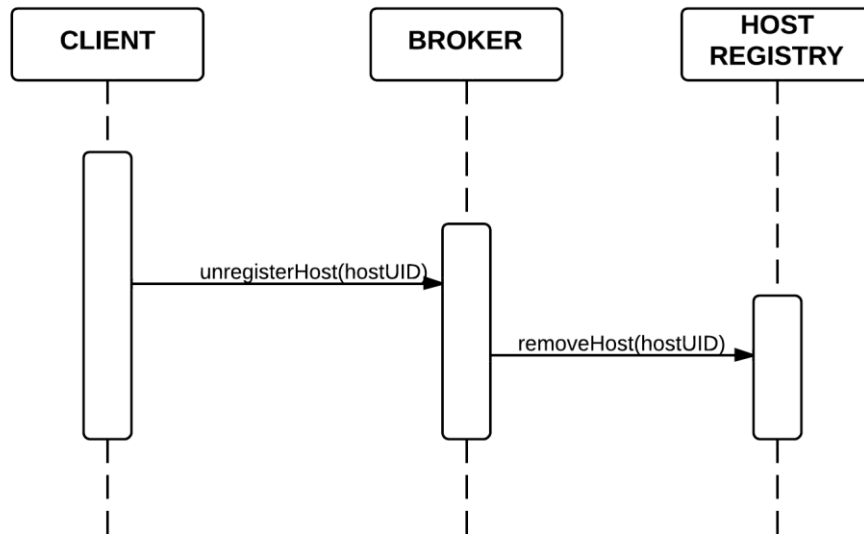 CLIENT
BROKER
HOST
REGISTRY
unregisterHost(hostUID)
removeHost(hostUID)